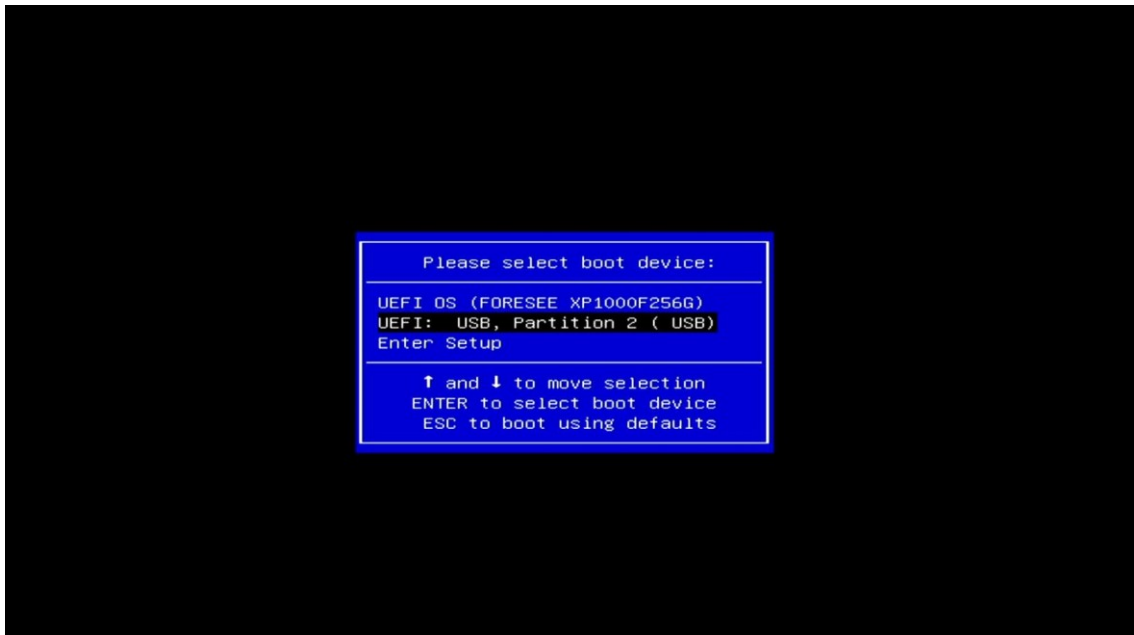 Please select boot device:
UEFI OS (FORESEE XP1000F256G)
UEFI:  USB, Partition 2 ( USB)
Enter Setup
↑ and ↓ to move selection
ENTER to select boot device
ESC to boot using defaults